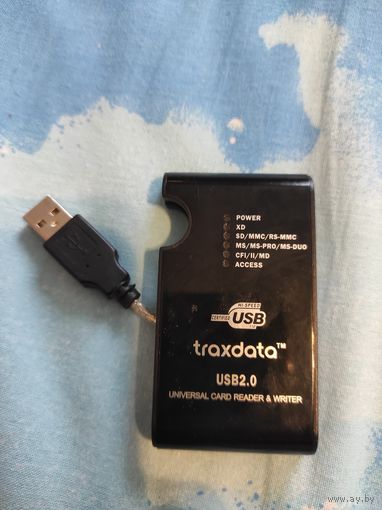 POWER
XD
SD/MMC/RS-MMC
MS/MS-PRO/MS-DUO
CFI/II/MD
ACCESS
HI-SPEED
CERTIFIED
USB
traxdata™
USB2.0
UNIVERSAL CARD READER & WRITER
www.ay.by